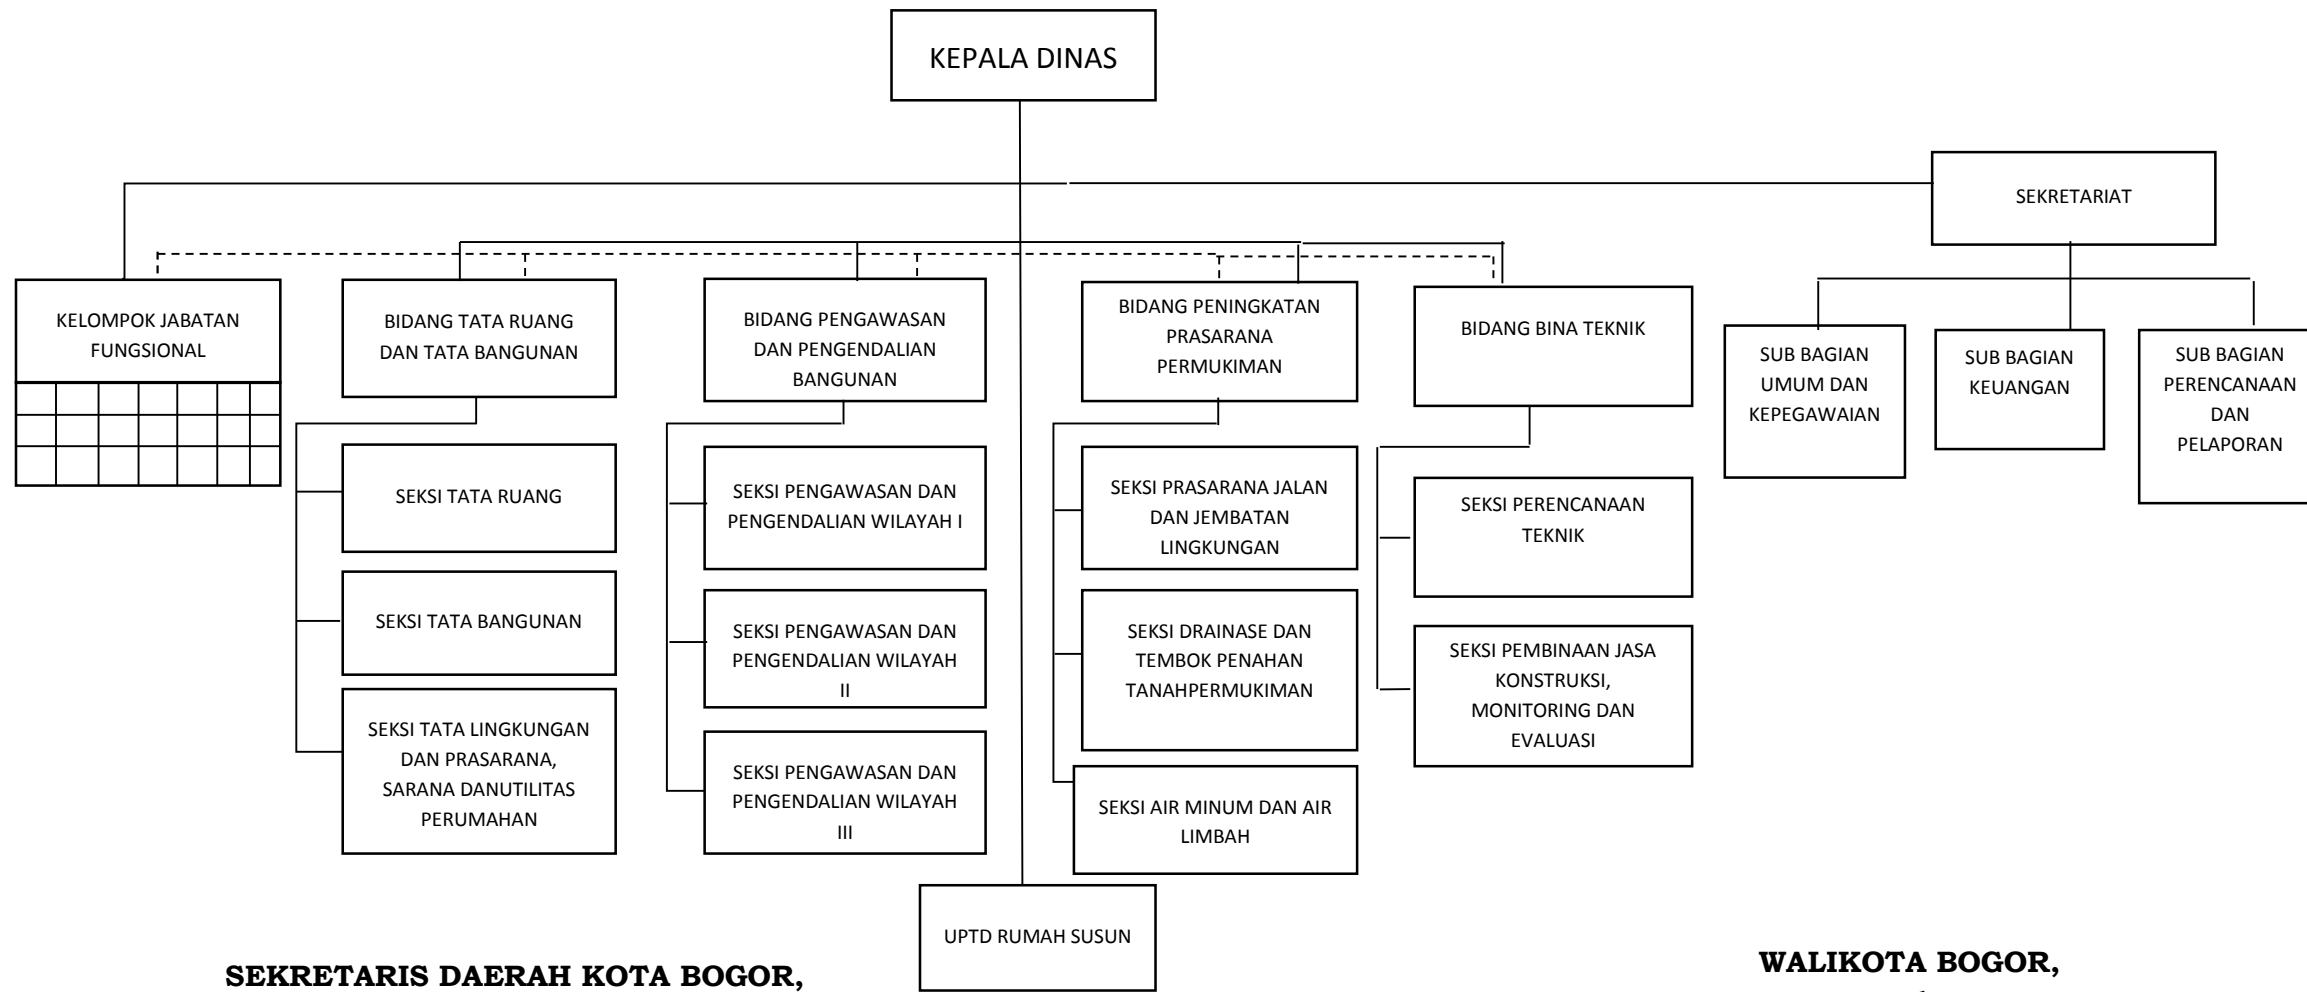 KEPALA DINAS
SEKRETARIAT
KELOMPOK JABATAN
FUNGSIONAL
BIDANG TATA RUANG
DAN TATA BANGUNAN
BIDANG PENGAWASAN
DAN PENGENDALIAN
BANGUNAN
BIDANG PENINGKATAN
PRASARANA
PERMUKIMAN
BIDANG BINA TEKNIK
SUB BAGIAN
UMUM DAN
KEPEGAWAIAN
SUB BAGIAN
KEUANGAN
SUB BAGIAN
PERENCANAAN
DAN
PELAPORAN
SEKSI TATA RUANG
SEKSI TATA BANGUNAN
SEKSI TATA LINGKUNGAN
DAN PRASARANA,
SARANA DANUTILITAS
PERUMAHAN
SEKSI PENGAWASAN DAN
PENGENDALIAN WILAYAH I
SEKSI PENGAWASAN DAN
PENGENDALIAN WILAYAH
II
SEKSI PENGAWASAN DAN
PENGENDALIAN WILAYAH
III
SEKSI PRASARANA JALAN
DAN JEMBATAN
LINGKUNGAN
SEKSI DRAINASE DAN
TEMBOK PENAHAN
TANAHPERMUKIMAN
SEKSI AIR MINUM DAN AIR
LIMBAH
SEKSI PERENCANAAN
TEKNIK
SEKSI PEMBINAAN JASA
KONSTRUKSI,
MONITORING DAN
EVALUASI
UPTD RUMAH SUSUN
SEKRETARIS DAERAH KOTA BOGOR,
WALIKOTA BOGOR,